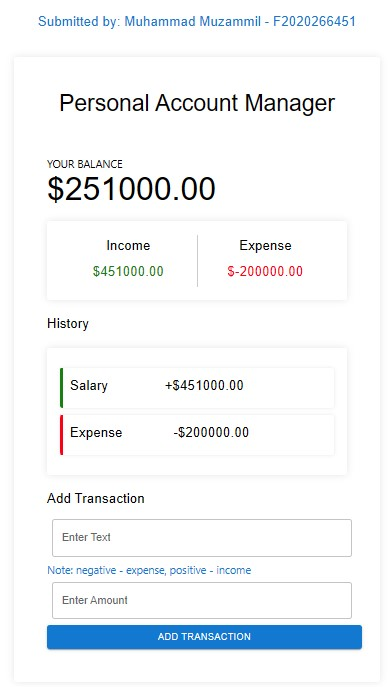 Submitted by: Muhammad Muzammil - F2020266451
Personal Account Manager
YOUR BALANCE
$251000.00
Income Expense
$451000.00 $-200000.00
History
Salary +$451000.00
Expense -$200000.00
Add Transaction
Enter Text
Note: negative - expense, positive - income
Enter Amount
ADD TRANSACTION